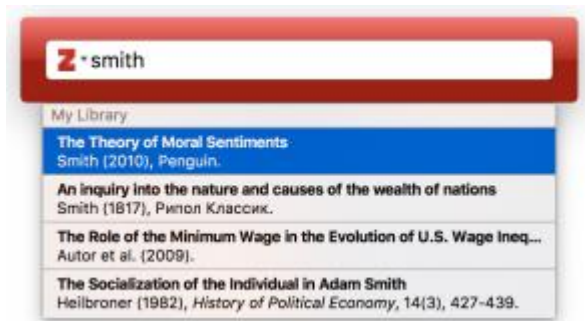 Z smith
My Library
The Theory of Moral Sentiments
Smith (2010), Penguin.
An inquiry into the nature and causes of the wealth of nations
Smith (1817), Рипол Классик.
The Role of the Minimum Wage in the Evolution of U.S. Wage Ineq...
Autor et al. (2009).
The Socialization of the Individual in Adam Smith
Heilbroner (1982), History of Political Economy, 14(3), 427-439.